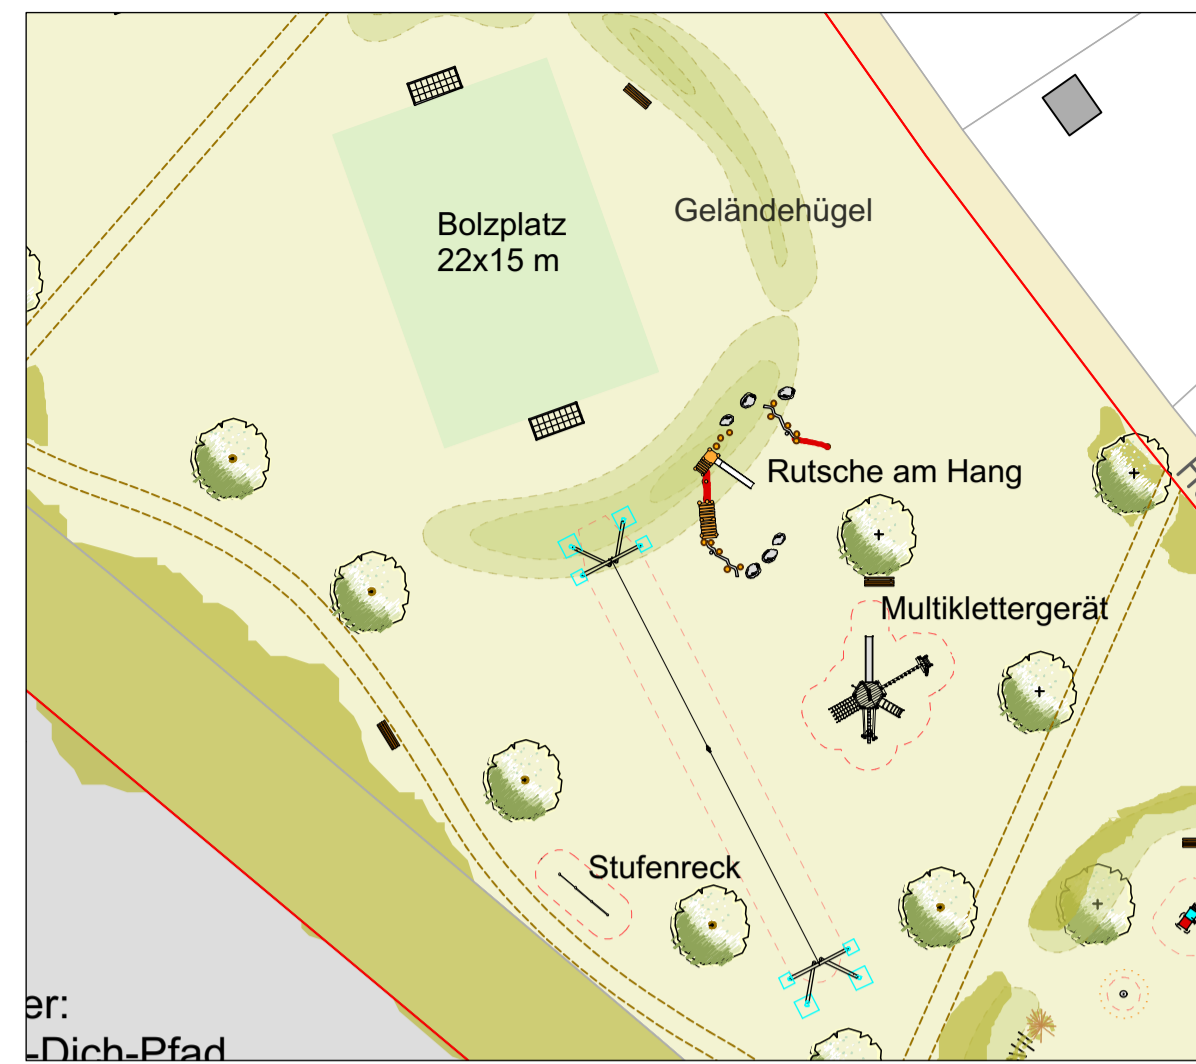 Bolzplatz
22x15 m
Geländehügel
Rutsche am Hang
Multiklettergerät
Stufenreck
er:
-Dich-Pfad